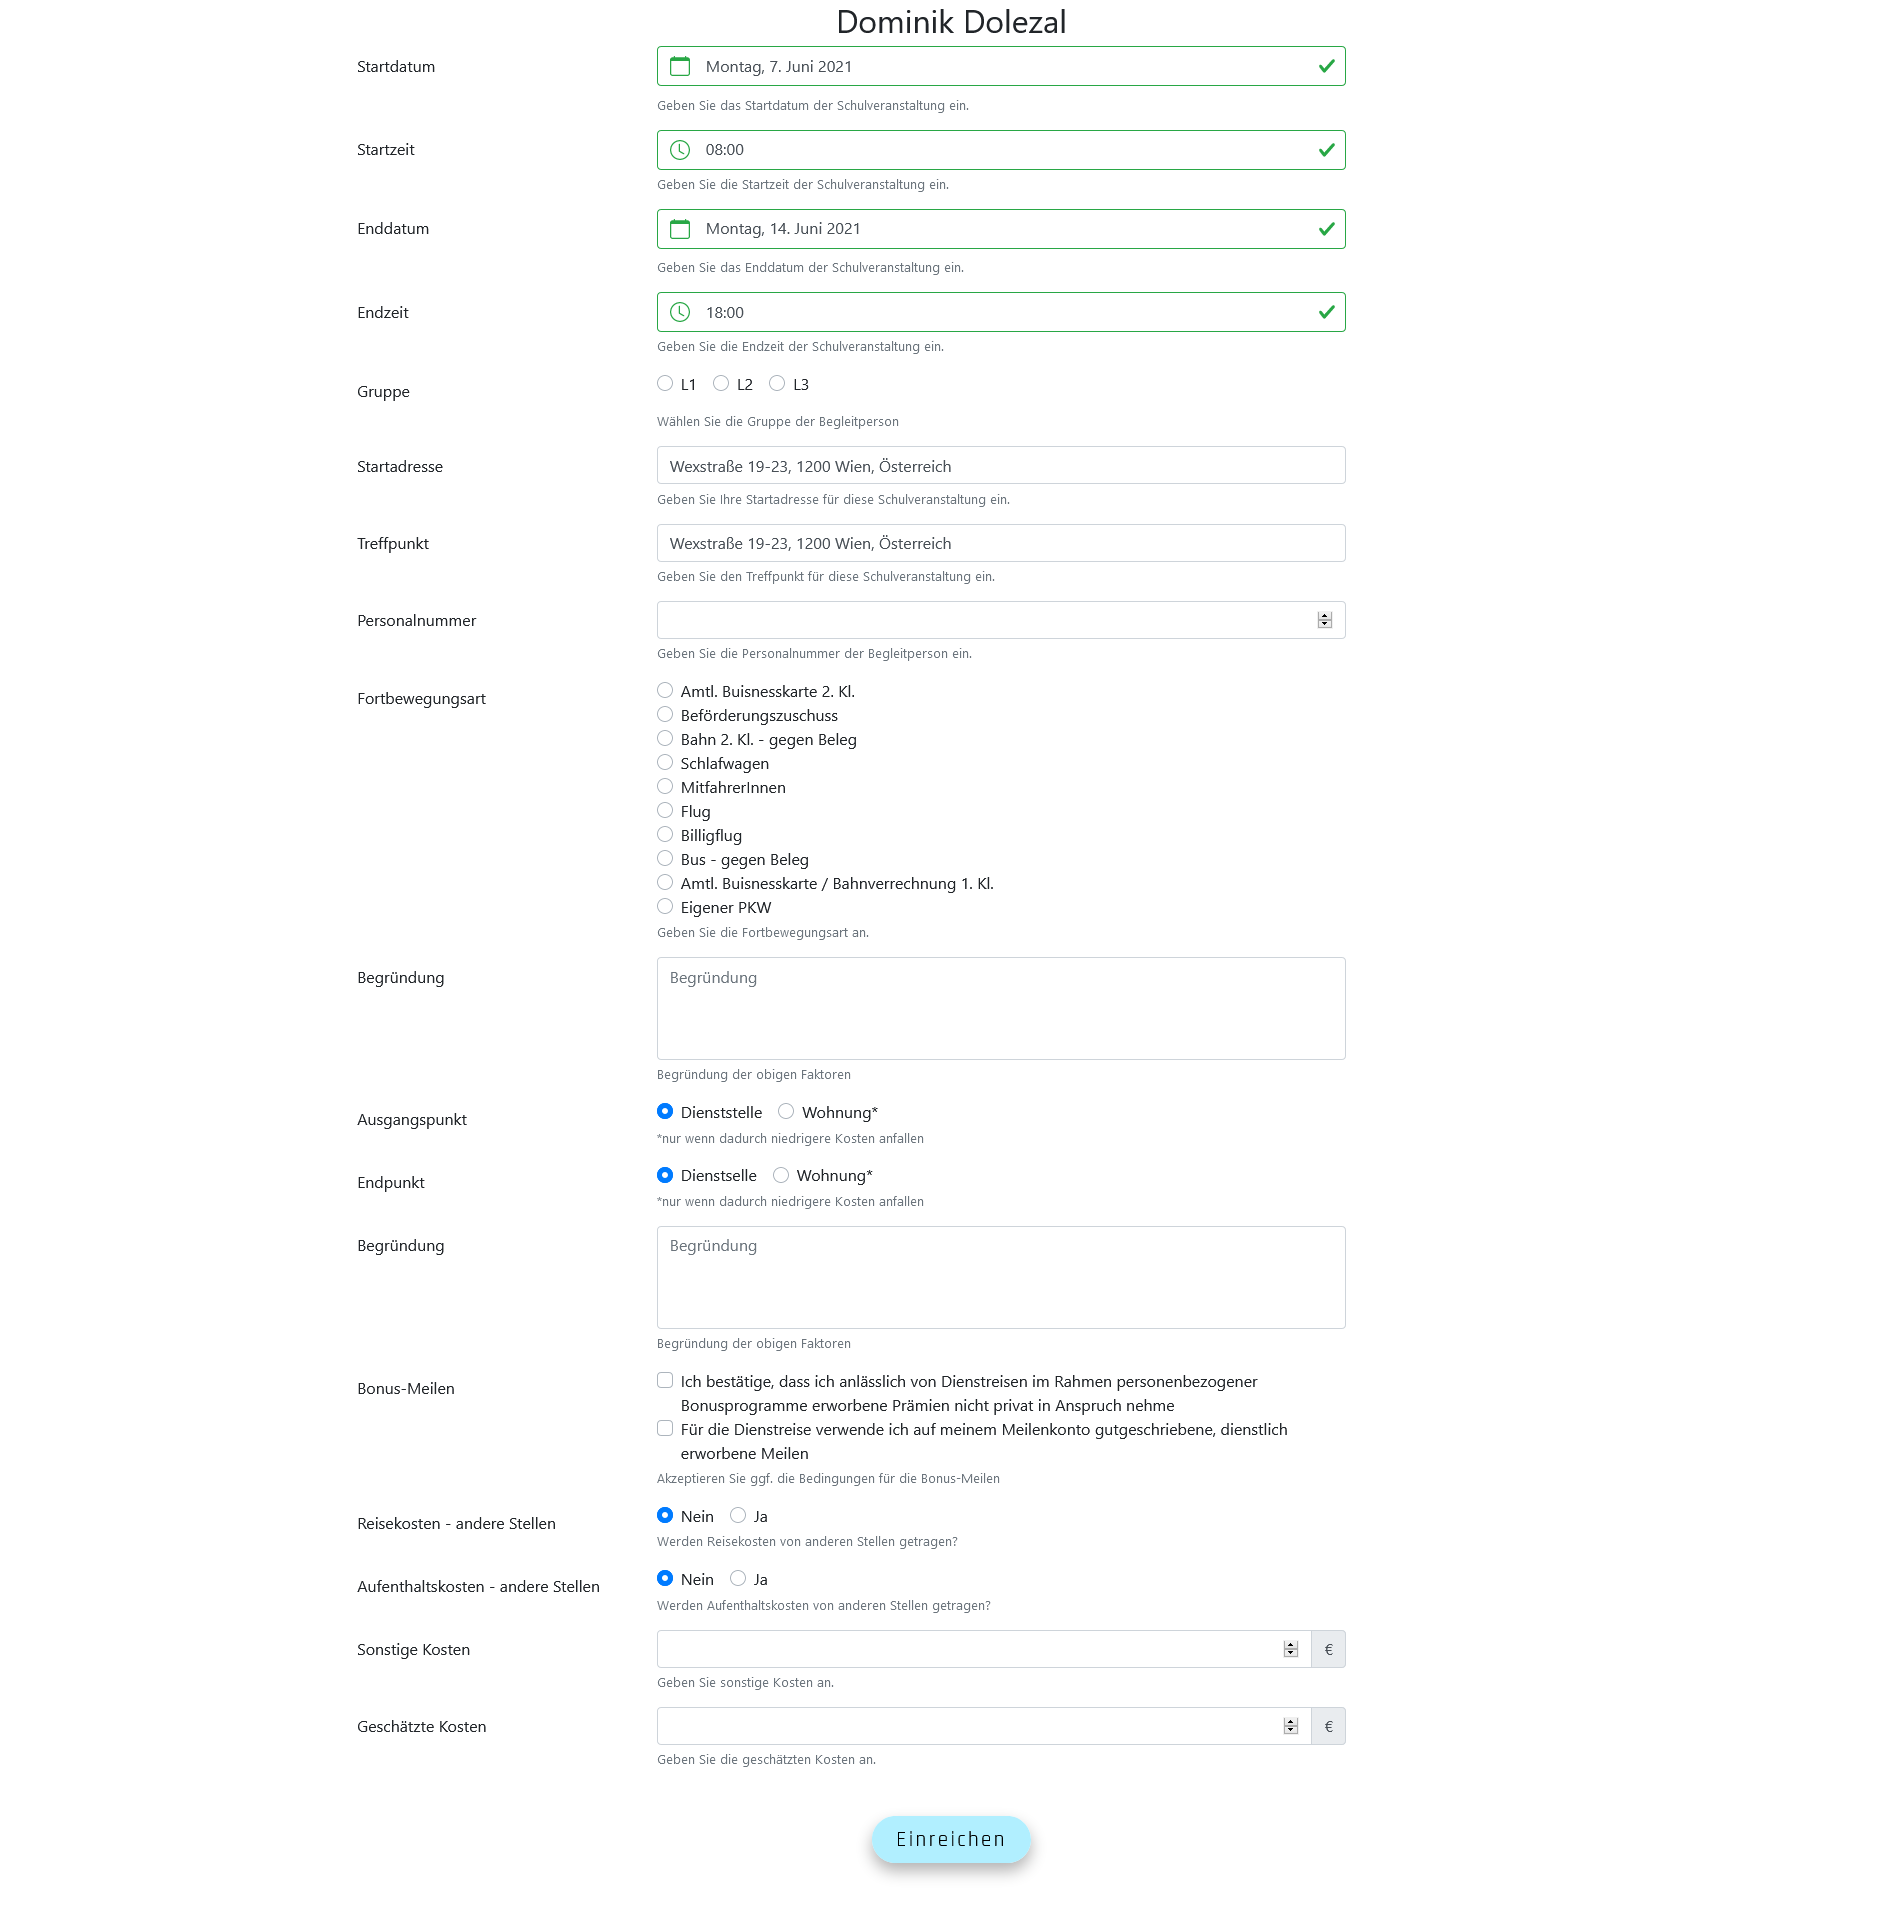 Dominik Dolezal
Startdatum
Montag, 7. Juni 2021
Geben Sie das Startdatum der Schulveranstaltung ein.
Startzeit
08:00
Geben Sie die Startzeit der Schulveranstaltung ein.
Enddatum
Montag, 14. Juni 2021
Geben Sie das Enddatum der Schulveranstaltung ein.
Endzeit
18:00
Geben Sie die Endzeit der Schulveranstaltung ein.
Gruppe
L1 L2 L3
Wählen Sie die Gruppe der Begleitperson
Startadresse
Wexstraße 19-23, 1200 Wien, Österreich
Geben Sie Ihre Startadresse für diese Schulveranstaltung ein.
Treffpunkt
Wexstraße 19-23, 1200 Wien, Österreich
Geben Sie den Treffpunkt für diese Schulveranstaltung ein.
Personalnummer
Geben Sie die Personalnummer der Begleitperson ein.
Fortbewegungsart
Amtl. Buisnesskarte 2. Kl.
Beförderungszuschuss
Bahn 2. Kl. - gegen Beleg
Schlafwagen
MitfahrerInnen
Flug
Billigflug
Bus - gegen Beleg
Amtl. Buisnesskarte / Bahnverrechnung 1. Kl.
Eigener PKW
Geben Sie die Fortbewegungsart an.
Begründung
Begründung
Begründung der obigen Faktoren
Ausgangspunkt
Dienststelle Wohnung*
*nur wenn dadurch niedrigere Kosten anfallen
Endpunkt
Dienstselle Wohnung*
*nur wenn dadurch niedrigere Kosten anfallen
Begründung
Begründung
Begründung der obigen Faktoren
Bonus-Meilen
Ich bestätige, dass ich anlässlich von Dienstreisen im Rahmen personenbezogener
Bonusprogramme erworbene Prämien nicht privat in Anspruch nehme
Für die Dienstreise verwende ich auf meinem Meilenkonto gutgeschriebene, dienstlich
erworbene Meilen
Akzeptieren Sie ggf. die Bedingungen für die Bonus-Meilen
Reisekosten - andere Stellen
Nein Ja
Werden Reisekosten von anderen Stellen getragen?
Aufenthaltskosten - andere Stellen
Nein Ja
Werden Aufenthaltskosten von anderen Stellen getragen?
Sonstige Kosten
€
Geben Sie sonstige Kosten an.
Geschätzte Kosten
€
Geben Sie die geschätzten Kosten an.
Einreichen